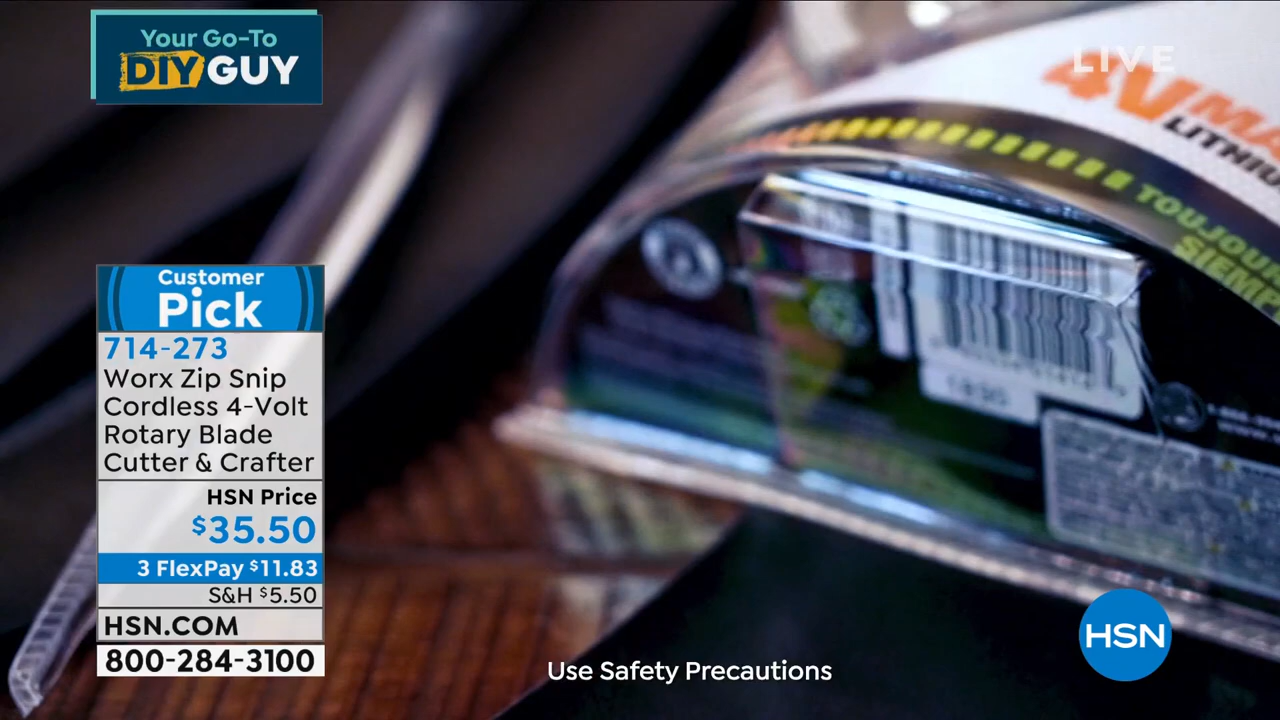 Your Go-To
DIY GUY
LIVE
4V MA
LITHIU
TOUJOUR
SIEMP
Customer
Pick
714-273
Worx Zip Snip
Cordless 4-Volt
Rotary Blade
Cutter & Crafter
HSN Price
$35.50
3 FlexPay $11.83
S&H $5.50
HSN.COM
800-284-3100
Use Safety Precautions
HSN